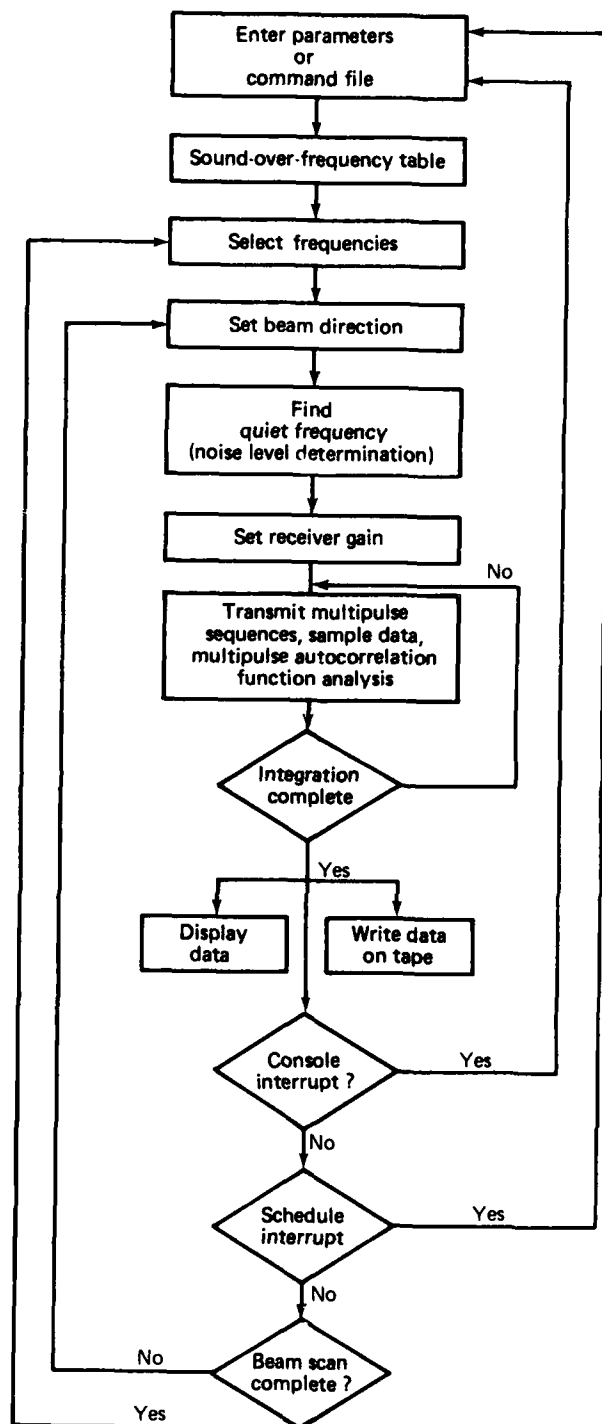 Enter parameters
or
command file
Sound-over-frequency table
Select frequencies
Set beam direction
Find
quiet frequency
(noise level determination)
Set receiver gain
No
Transmit multipulse
sequences, sample data,
multipulse autocorrelation
function analysis
Integration
complete
Yes
Display
data
Write data
on tape
Console
interrupt ?
Yes
No
Schedule
interrupt
Yes
No
Beam scan
complete ?
No
Yes